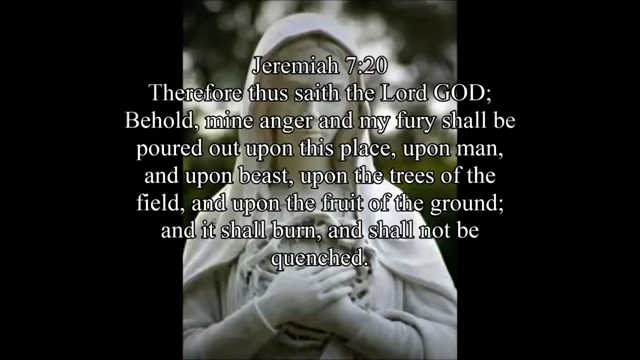 Jeremiah 7:20
Therefore thus saith the Lord GOD;
Behold, mine anger and my fury shall be
poured out upon this place, upon man,
and upon beast, upon the trees of the
field, and upon the fruit of the ground;
and it shall burn, and shall not be
quenched.